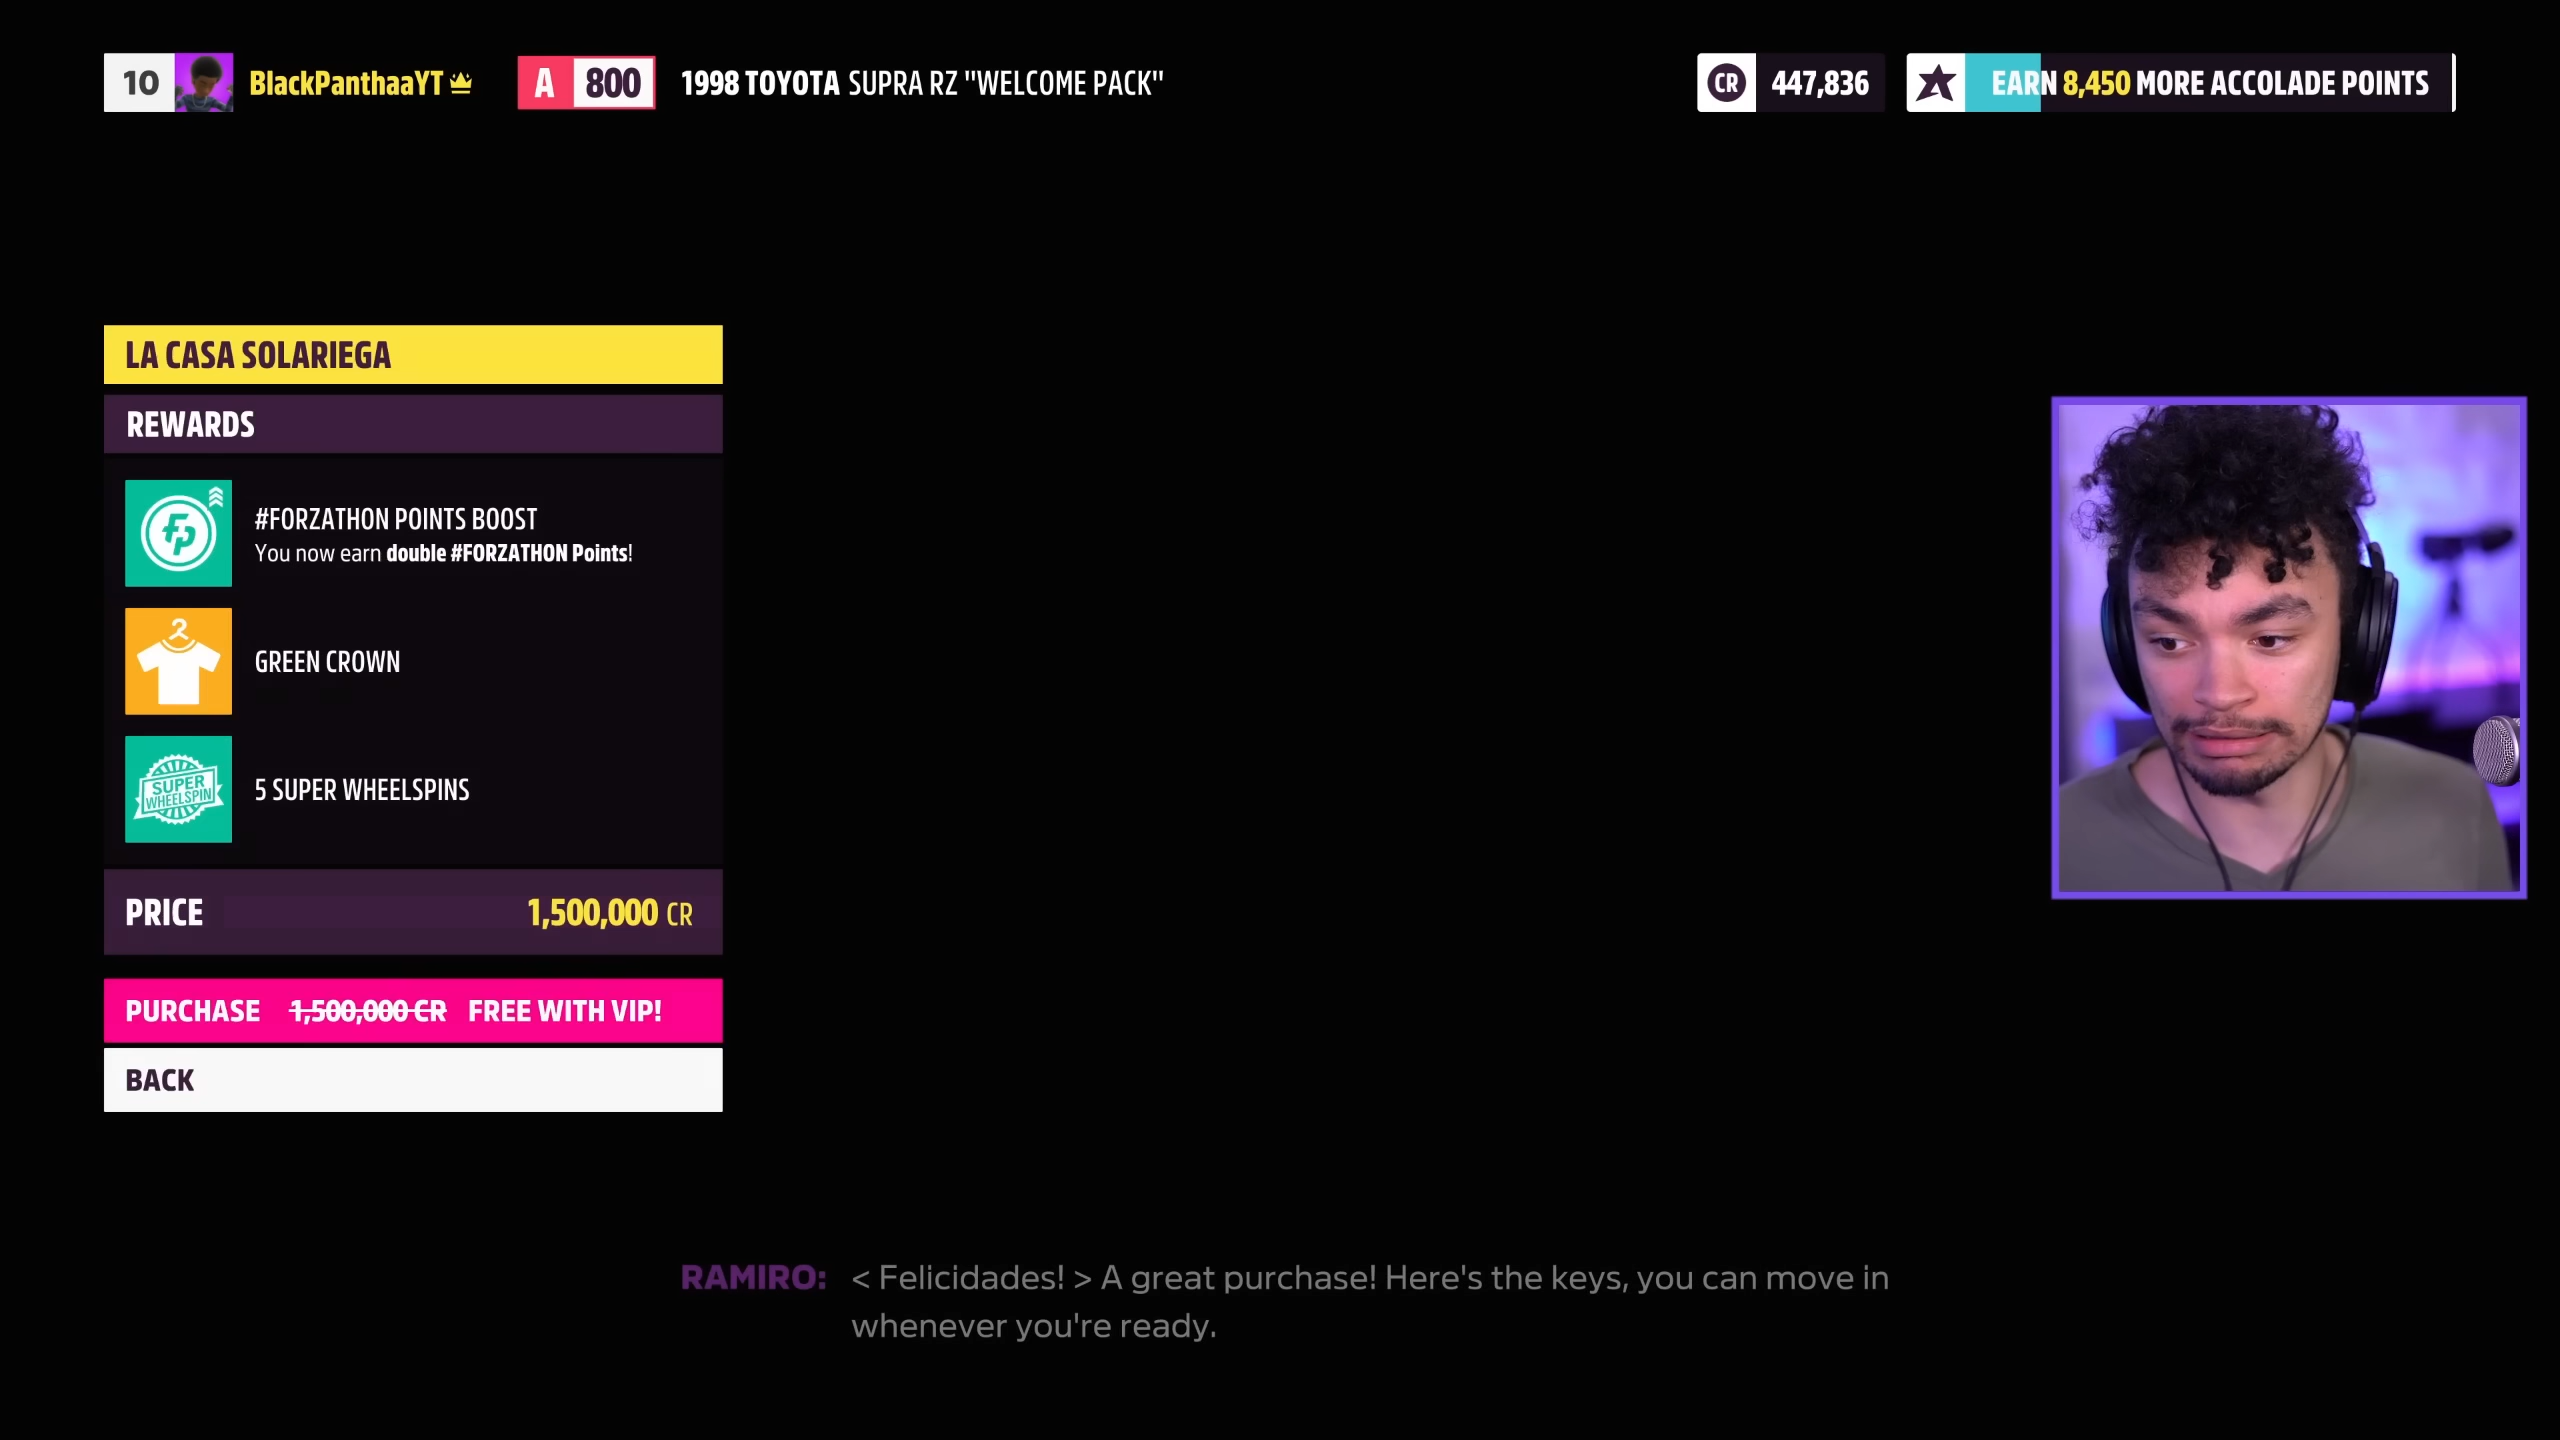 10 BlackPanthaaYT A 800 1998 TOYOTA SUPRA RZ "WELCOME PACK" CR 447,836 EARN 8,450 MORE ACCOLADE POINTS
LA CASA SOLARIEGA
REWARDS
FP
#FORZATHON POINTS BOOST
You now earn double #FORZATHON Points!
GREEN CROWN
SUPER WHEELSPIN
5 SUPER WHEELSPINS
PRICE 1,500,000 CR
PURCHASE 1,500,000 CR FREE WITH VIP!
BACK
RAMIRO: < Felicidades! > A great purchase! Here's the keys, you can move in
whenever you're ready.